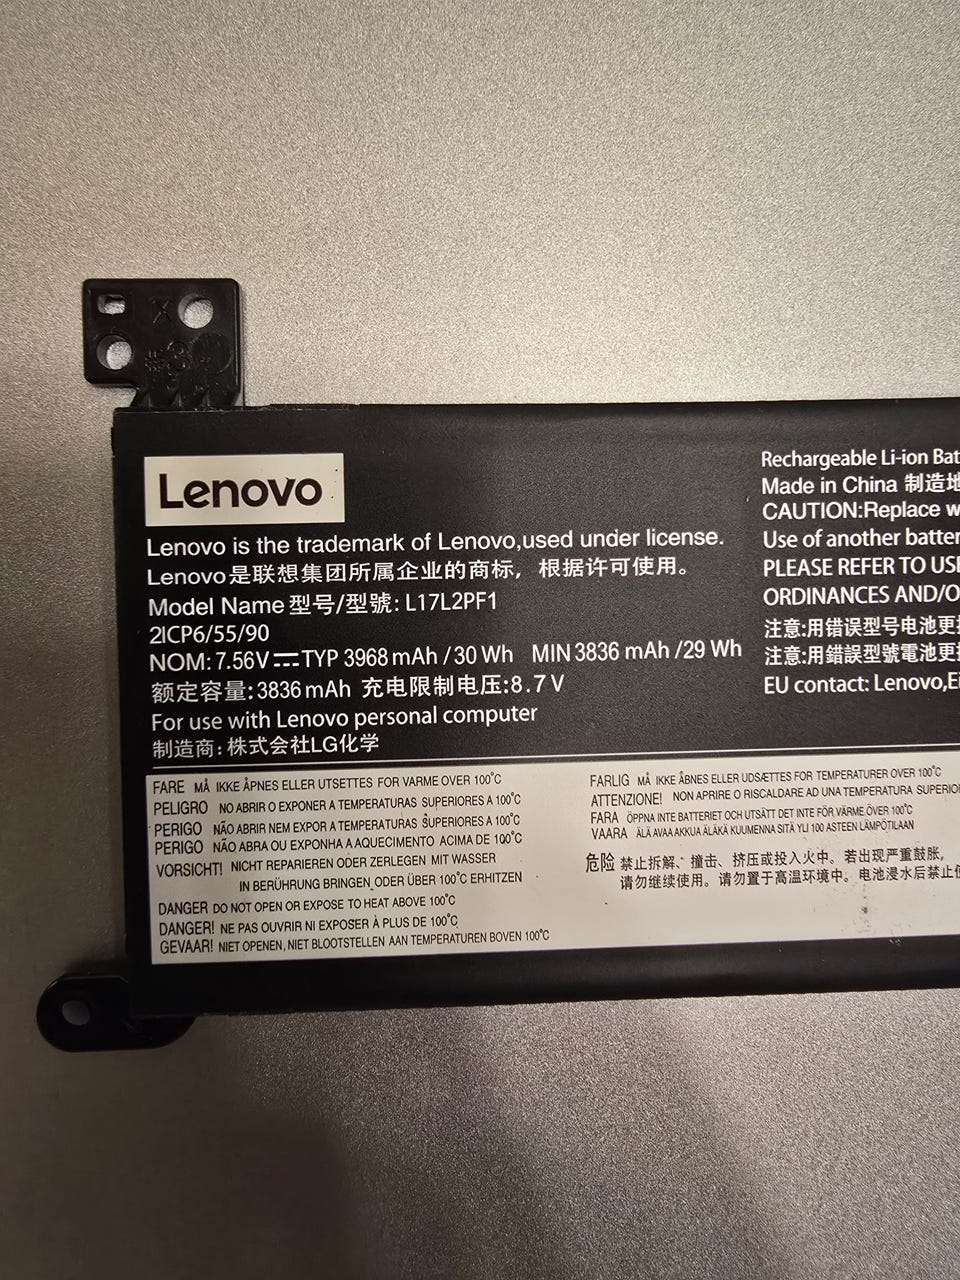 X
#3
Lenovo
Lenovo is the trademark of Lenovo,used under license.
Lenovo是联想集团所属企业的商标，根据许可使用。
Model Name 型号/型號: L17L2PF1
2ICP6/55/90
NOM: 7.56V⎓TYP 3968 mAh / 30 Wh MIN 3836 mAh /29 Wh
额定容量: 3836 mAh 充电限制电压:8.7V
For use with Lenovo personal computer
制造商: 株式会社LG化学
Rechargeable Li-ion Bat
Made in China 制造地
CAUTION:Replace w
Use of another batter
PLEASE REFER TO USE
ORDINANCES AND/O
注意:用错误型号电池更换
注意:用錯誤型號電池更
EU contact: Lenovo,Ei
FARE MÅ IKKE ÅPNES ELLER UTSETTES FOR VARME OVER 100°C
PELIGRO NO ABRIR O EXPONER A TEMPERATURAS SUPERIORES A 100°C
PERIGO NÃO ABRIR NEM EXPOR A TEMPERATURAS SUPERIORES A 100°C
PERIGO NÃO ABRA OU EXPONHA A AQUECIMENTO ACIMA DE 100°C
VORSICHT! NICHT REPARIEREN ODER ZERLEGEN MIT WASSER
IN BERÜHRUNG BRINGEN ODER ÜBER 100°C ERHITZEN
DANGER DO NOT OPEN OR EXPOSE TO HEAT ABOVE 100°C
DANGER! NE PAS OUVRIR NI EXPOSER À PLUS DE 100°C
GEVAAR! NIET OPENEN, NIET BLOOTSTELLEN AAN TEMPERATUREN BOVEN 100°C
FARLIG MÅ IKKE ÅBNES ELLER UDSÆTTES FOR TEMPERATURER OVER 100°C
ATTENZIONE! NON APRIRE O RISCALDARE AD UNA TEMPERATURA SUPERIOR
FARA ÖPPNA INTE BATTERIET OCH UTSÄTT DET INTE FÖR VÄRME ÖVER 100°C
VAARA ÄLÄ AVAA AKKUA ÄLÄKÄ KUUMENNA SITÄ YLI 100 ASTEEN LÄMPÖTILAAN
危险 禁止拆解、撞击、挤压或投入火中。若出现严重鼓胀，
请勿继续使用。请勿置于高温环境中。电池浸水后禁止使